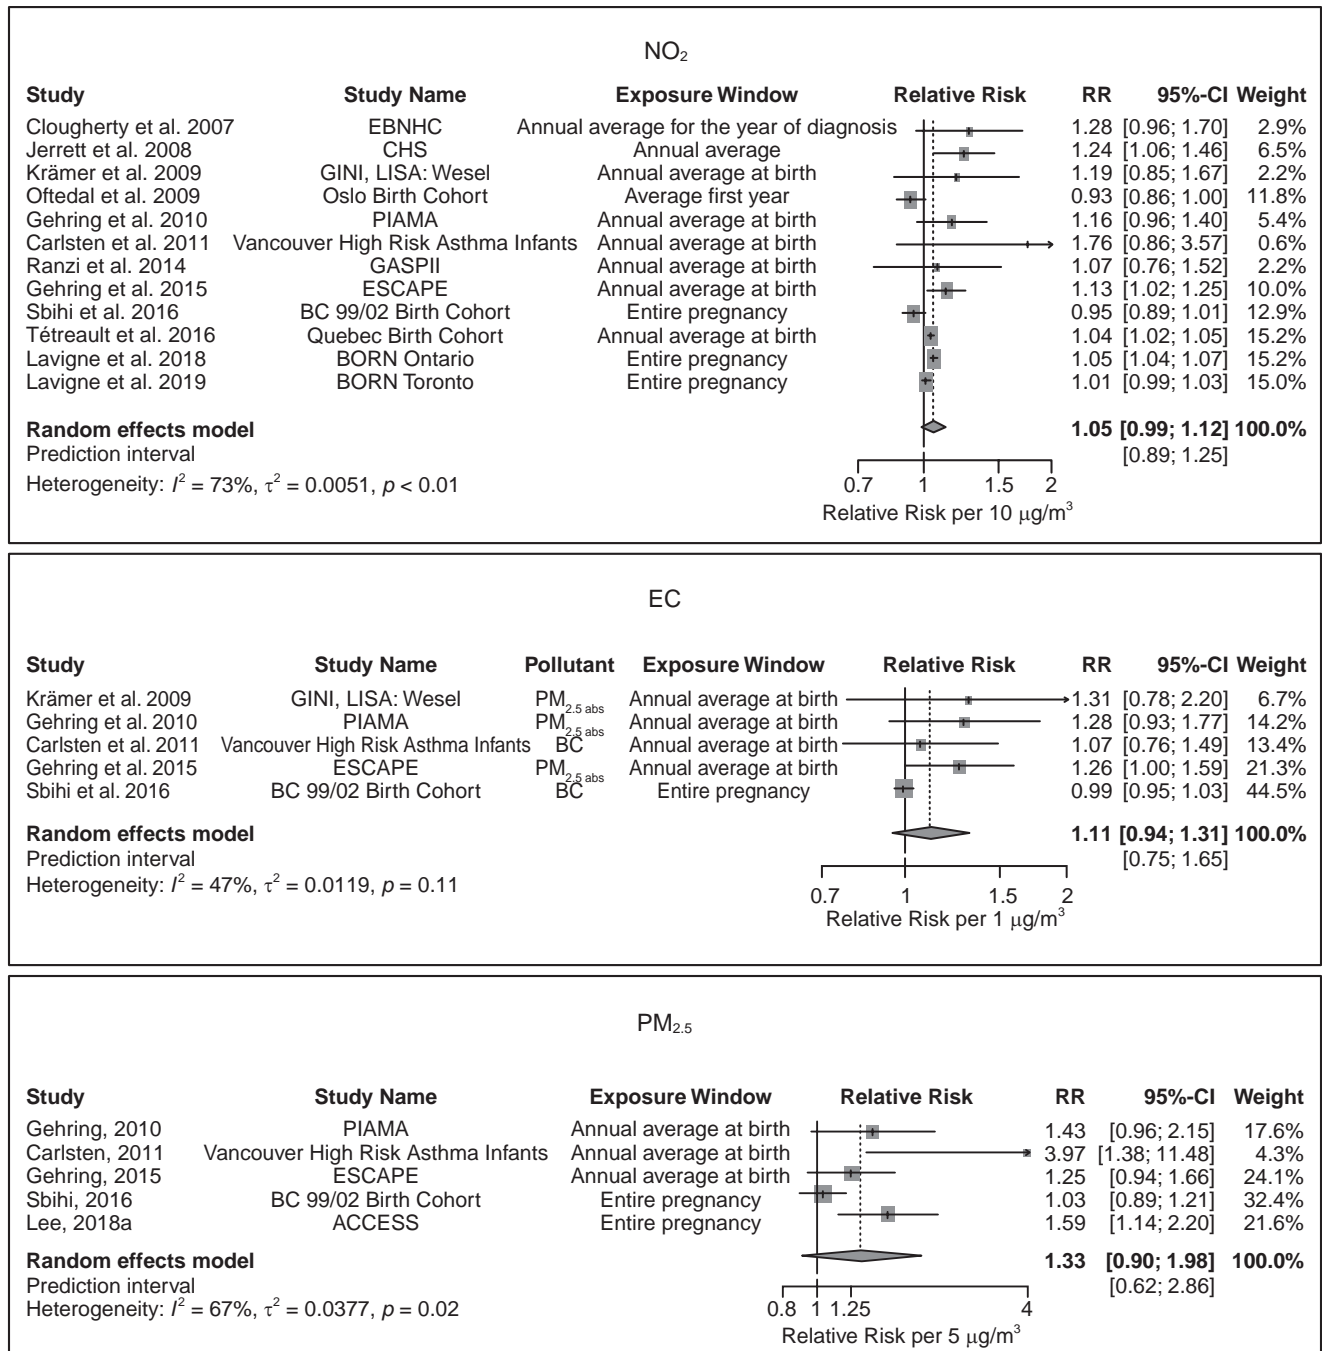 NO₂
Study Study Name Exposure Window Relative Risk RR 95%-CI Weight
Clougherty et al. 2007 EBNHC Annual average for the year of diagnosis 1.28 [0.96; 1.70] 2.9%
Jerrett et al. 2008 CHS Annual average 1.24 [1.06; 1.46] 6.5%
Krämer et al. 2009 GINI, LISA: Wesel Annual average at birth 1.19 [0.85; 1.67] 2.2%
Oftedal et al. 2009 Oslo Birth Cohort Average first year 0.93 [0.86; 1.00] 11.8%
Gehring et al. 2010 PIAMA Annual average at birth 1.16 [0.96; 1.40] 5.4%
Carlsten et al. 2011 Vancouver High Risk Asthma Infants Annual average at birth 1.76 [0.86; 3.57] 0.6%
Ranzi et al. 2014 GASPII Annual average at birth 1.07 [0.76; 1.52] 2.2%
Gehring et al. 2015 ESCAPE Annual average at birth 1.13 [1.02; 1.25] 10.0%
Sbihi et al. 2016 BC 99/02 Birth Cohort Entire pregnancy 0.95 [0.89; 1.01] 12.9%
Tétreault et al. 2016 Quebec Birth Cohort Annual average at birth 1.04 [1.02; 1.05] 15.2%
Lavigne et al. 2018 BORN Ontario Entire pregnancy 1.05 [1.04; 1.07] 15.2%
Lavigne et al. 2019 BORN Toronto Entire pregnancy 1.01 [0.99; 1.03] 15.0%
Random effects model 1.05 [0.99; 1.12] 100.0%
Prediction interval [0.89; 1.25]
Heterogeneity: I² = 73%, τ² = 0.0051, p < 0.01
0.7 1 1.5 2
Relative Risk per 10 μg/m³
EC
Study Study Name Pollutant Exposure Window Relative Risk RR 95%-CI Weight
Krämer et al. 2009 GINI, LISA: Wesel PM2.5 abs Annual average at birth 1.31 [0.78; 2.20] 6.7%
Gehring et al. 2010 PIAMA PM2.5 abs Annual average at birth 1.28 [0.93; 1.77] 14.2%
Carlsten et al. 2011 Vancouver High Risk Asthma Infants BC Annual average at birth 1.07 [0.76; 1.49] 13.4%
Gehring et al. 2015 ESCAPE PM2.5 abs Annual average at birth 1.26 [1.00; 1.59] 21.3%
Sbihi et al. 2016 BC 99/02 Birth Cohort BC Entire pregnancy 0.99 [0.95; 1.03] 44.5%
Random effects model 1.11 [0.94; 1.31] 100.0%
Prediction interval [0.75; 1.65]
Heterogeneity: I² = 47%, τ² = 0.0119, p = 0.11
0.7 1 1.5 2
Relative Risk per 1 μg/m³
PM2.5
Study Study Name Exposure Window Relative Risk RR 95%-CI Weight
Gehring, 2010 PIAMA Annual average at birth 1.43 [0.96; 2.15] 17.6%
Carlsten, 2011 Vancouver High Risk Asthma Infants Annual average at birth 3.97 [1.38; 11.48] 4.3%
Gehring, 2015 ESCAPE Annual average at birth 1.25 [0.94; 1.66] 24.1%
Sbihi, 2016 BC 99/02 Birth Cohort Entire pregnancy 1.03 [0.89; 1.21] 32.4%
Lee, 2018a ACCESS Entire pregnancy 1.59 [1.14; 2.20] 21.6%
Random effects model 1.33 [0.90; 1.98] 100.0%
Prediction interval [0.62; 2.86]
Heterogeneity: I² = 67%, τ² = 0.0377, p = 0.02
0.8 1 1.25 4
Relative Risk per 5 μg/m³